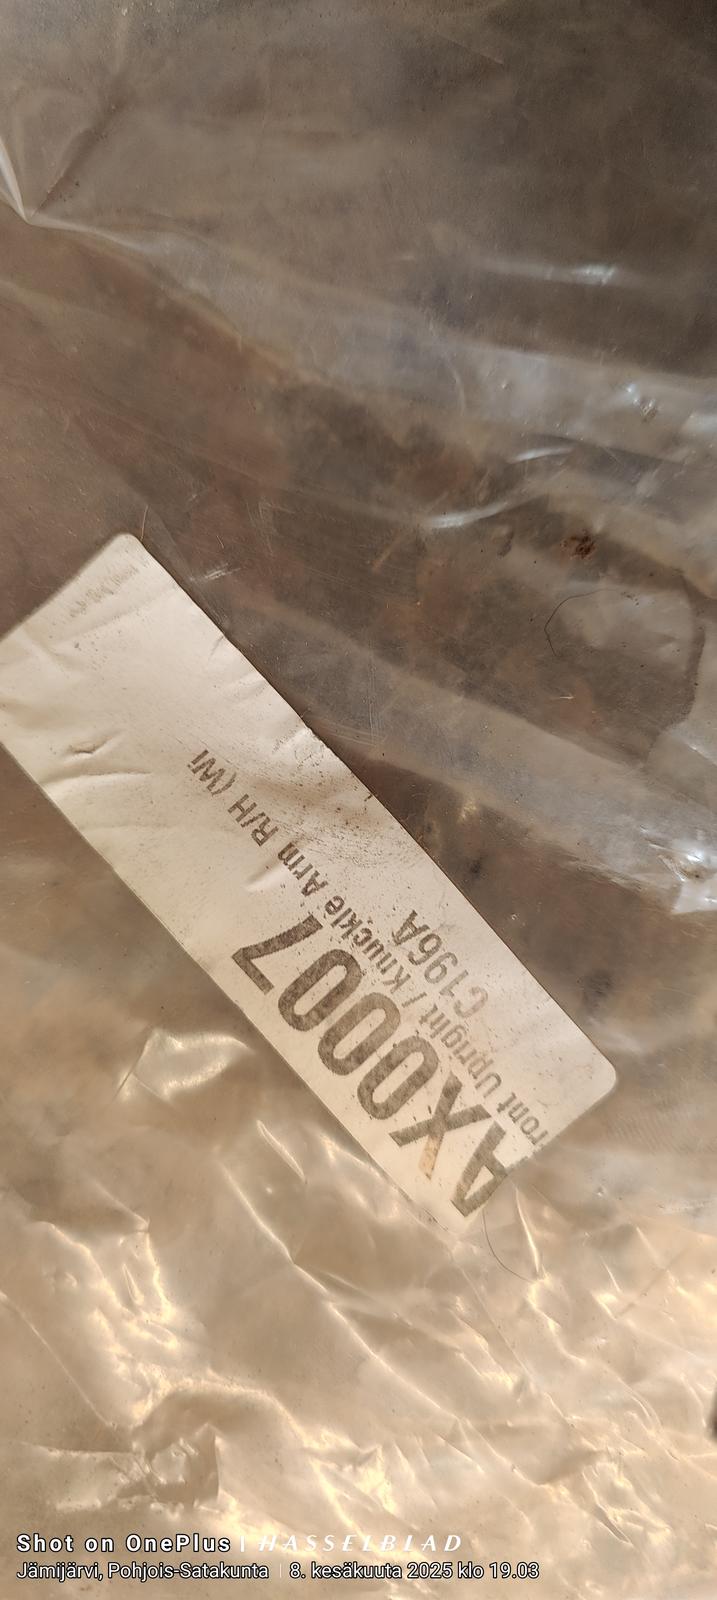 AX0007
ront Upright / Knuckle Arm R/H (Wi
C196A
Shot on OnePlus | HASSELBLAD
Jämijärvi, Pohjois-Satakunta | 8. kesäkuuta 2025 klo 19.03